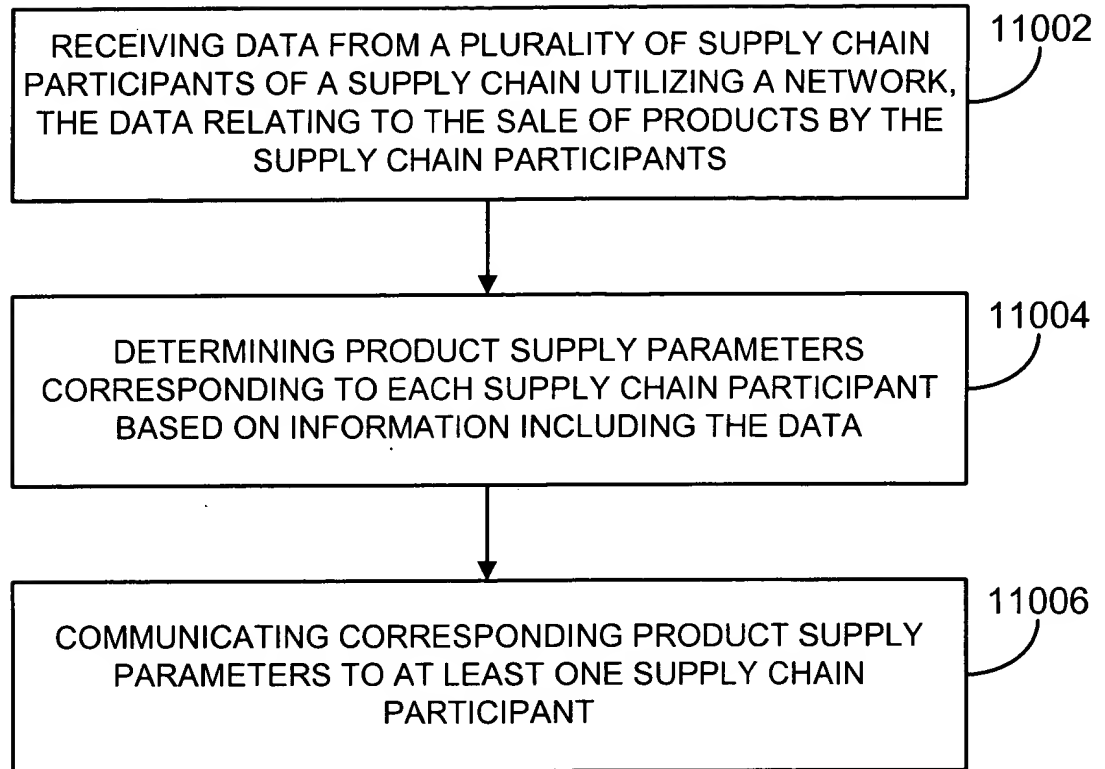 RECEIVING DATA FROM A PLURALITY OF SUPPLY CHAIN
PARTICIPANTS OF A SUPPLY CHAIN UTILIZING A NETWORK,
THE DATA RELATING TO THE SALE OF PRODUCTS BY THE
SUPPLY CHAIN PARTICIPANTS
11002
DETERMINING PRODUCT SUPPLY PARAMETERS
CORRESPONDING TO EACH SUPPLY CHAIN PARTICIPANT
BASED ON INFORMATION INCLUDING THE DATA
11004
COMMUNICATING CORRESPONDING PRODUCT SUPPLY
PARAMETERS TO AT LEAST ONE SUPPLY CHAIN
PARTICIPANT
11006